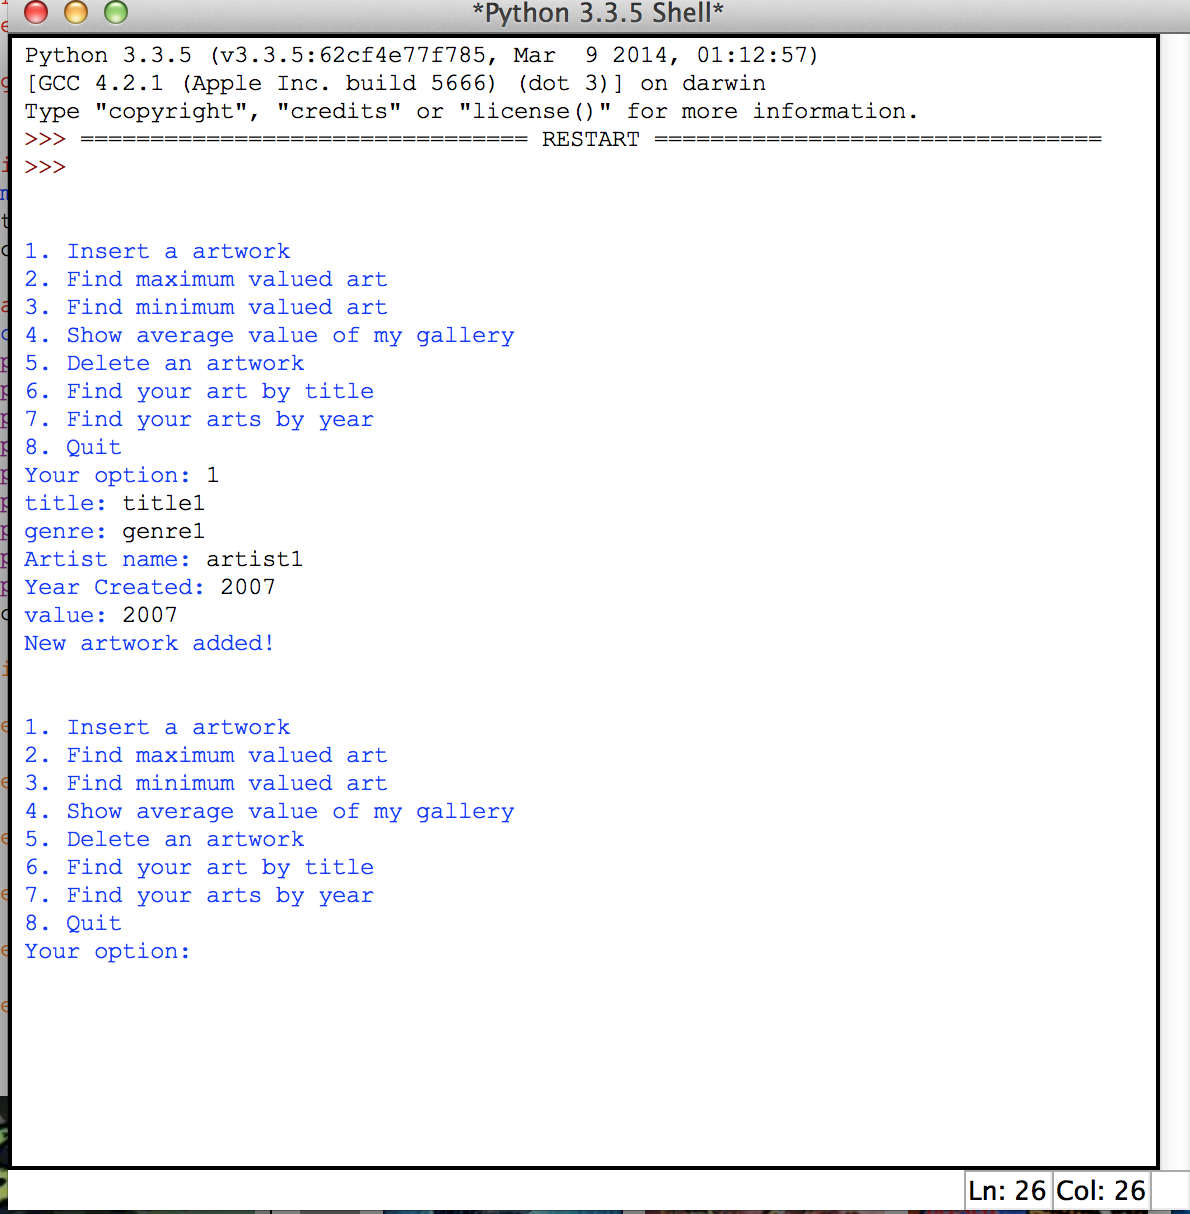 *Python 3.3.5 Shell*
Python 3.3.5 (v3.3.5:62cf4e77f785, Mar  9 2014, 01:12:57)
[GCC 4.2.1 (Apple Inc. build 5666) (dot 3)] on darwin
Type "copyright", "credits" or "license()" for more information.
>>> ================================ RESTART ================================
>>>
1. Insert a artwork
2. Find maximum valued art
3. Find minimum valued art
4. Show average value of my gallery
5. Delete an artwork
6. Find your art by title
7. Find your arts by year
8. Quit
Your option: 1
title: title1
genre: genre1
Artist name: artist1
Year Created: 2007
value: 2007
New artwork added!
1. Insert a artwork
2. Find maximum valued art
3. Find minimum valued art
4. Show average value of my gallery
5. Delete an artwork
6. Find your art by title
7. Find your arts by year
8. Quit
Your option:
Ln: 26 Col: 26